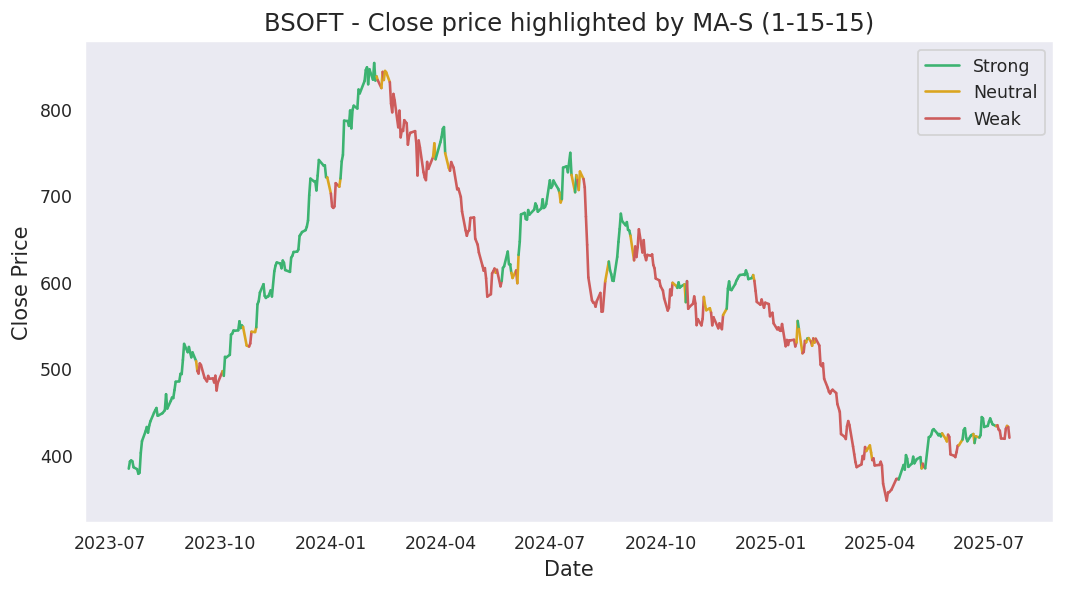 BSOFT - Close price highlighted by MA-S (1-15-15)
Strong
Neutral
Weak
Close Price
800
700
600
500
400
2023-07 2023-10 2024-01 2024-04 2024-07 2024-10 2025-01 2025-04 2025-07
Date